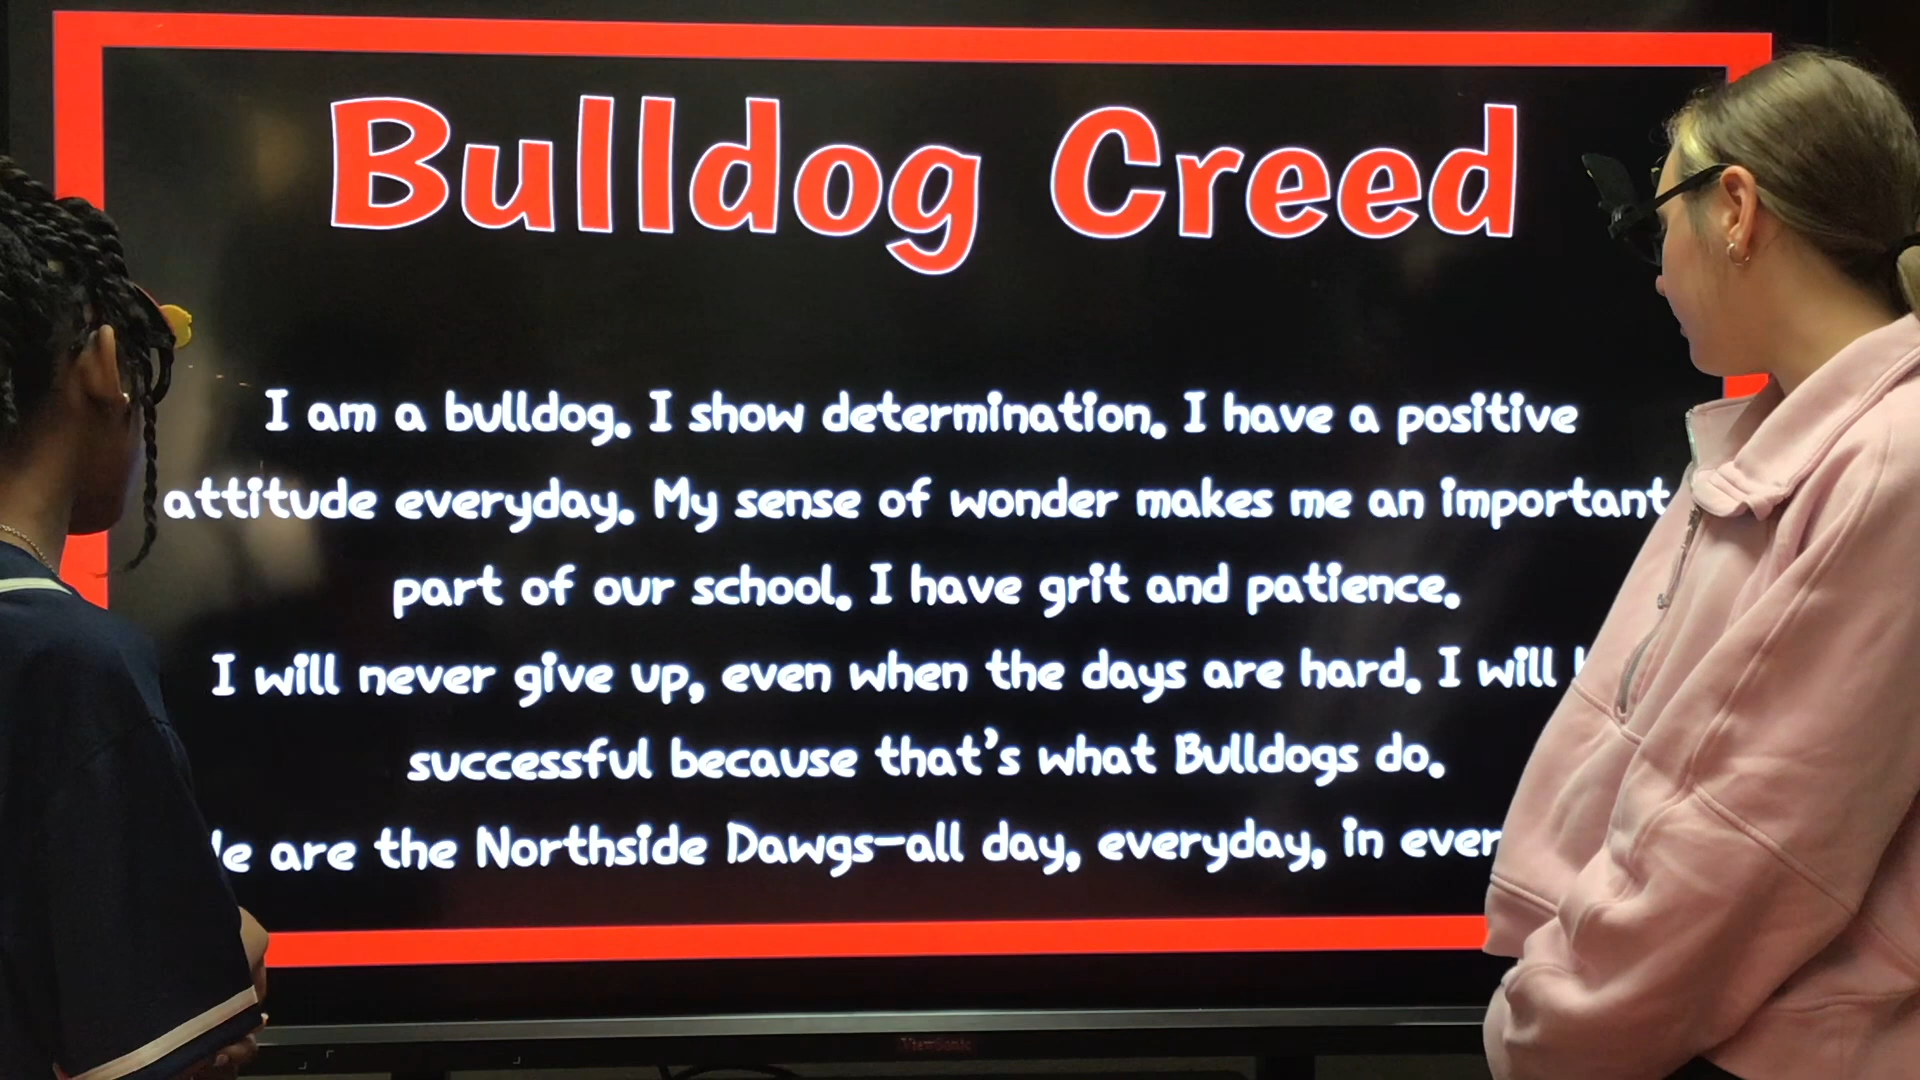 Bulldog Creed
I am a bulldog. I show determination. I have a positive
attitude everyday. My sense of wonder makes me an important
part of our school. I have grit and patience.
I will never give up, even when the days are hard. I will
successful because that's what Bulldogs do.
are the Northside Dawgs—all day, everyday, in
ViewSonic